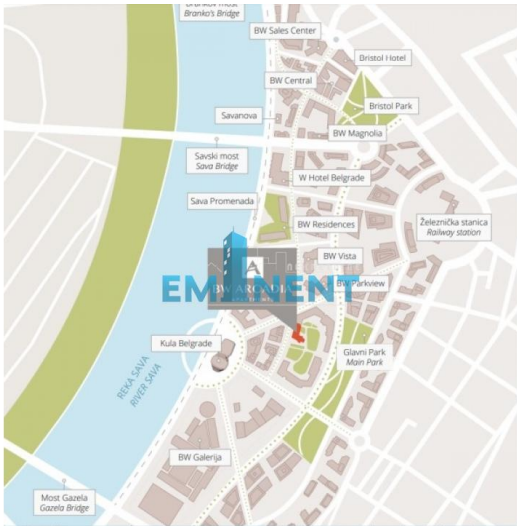 Brankov most
Branko's Bridge
BW Sales Center
Bristol Hotel
BW Central
Bristol Park
Savanova
BW Magnolia
Savski most
Sava Bridge
W Hotel Belgrade
Sava Promenada
BW Residences
Železnička stanica
Railway station
BW Vista
BW ARCADIA
EMINENT
BW Parkview
Kula Belgrade
Glavni Park
Main Park
REKA SAVA
RIVER SAVA
BW Galerija
Most Gazela
Gazela Bridge